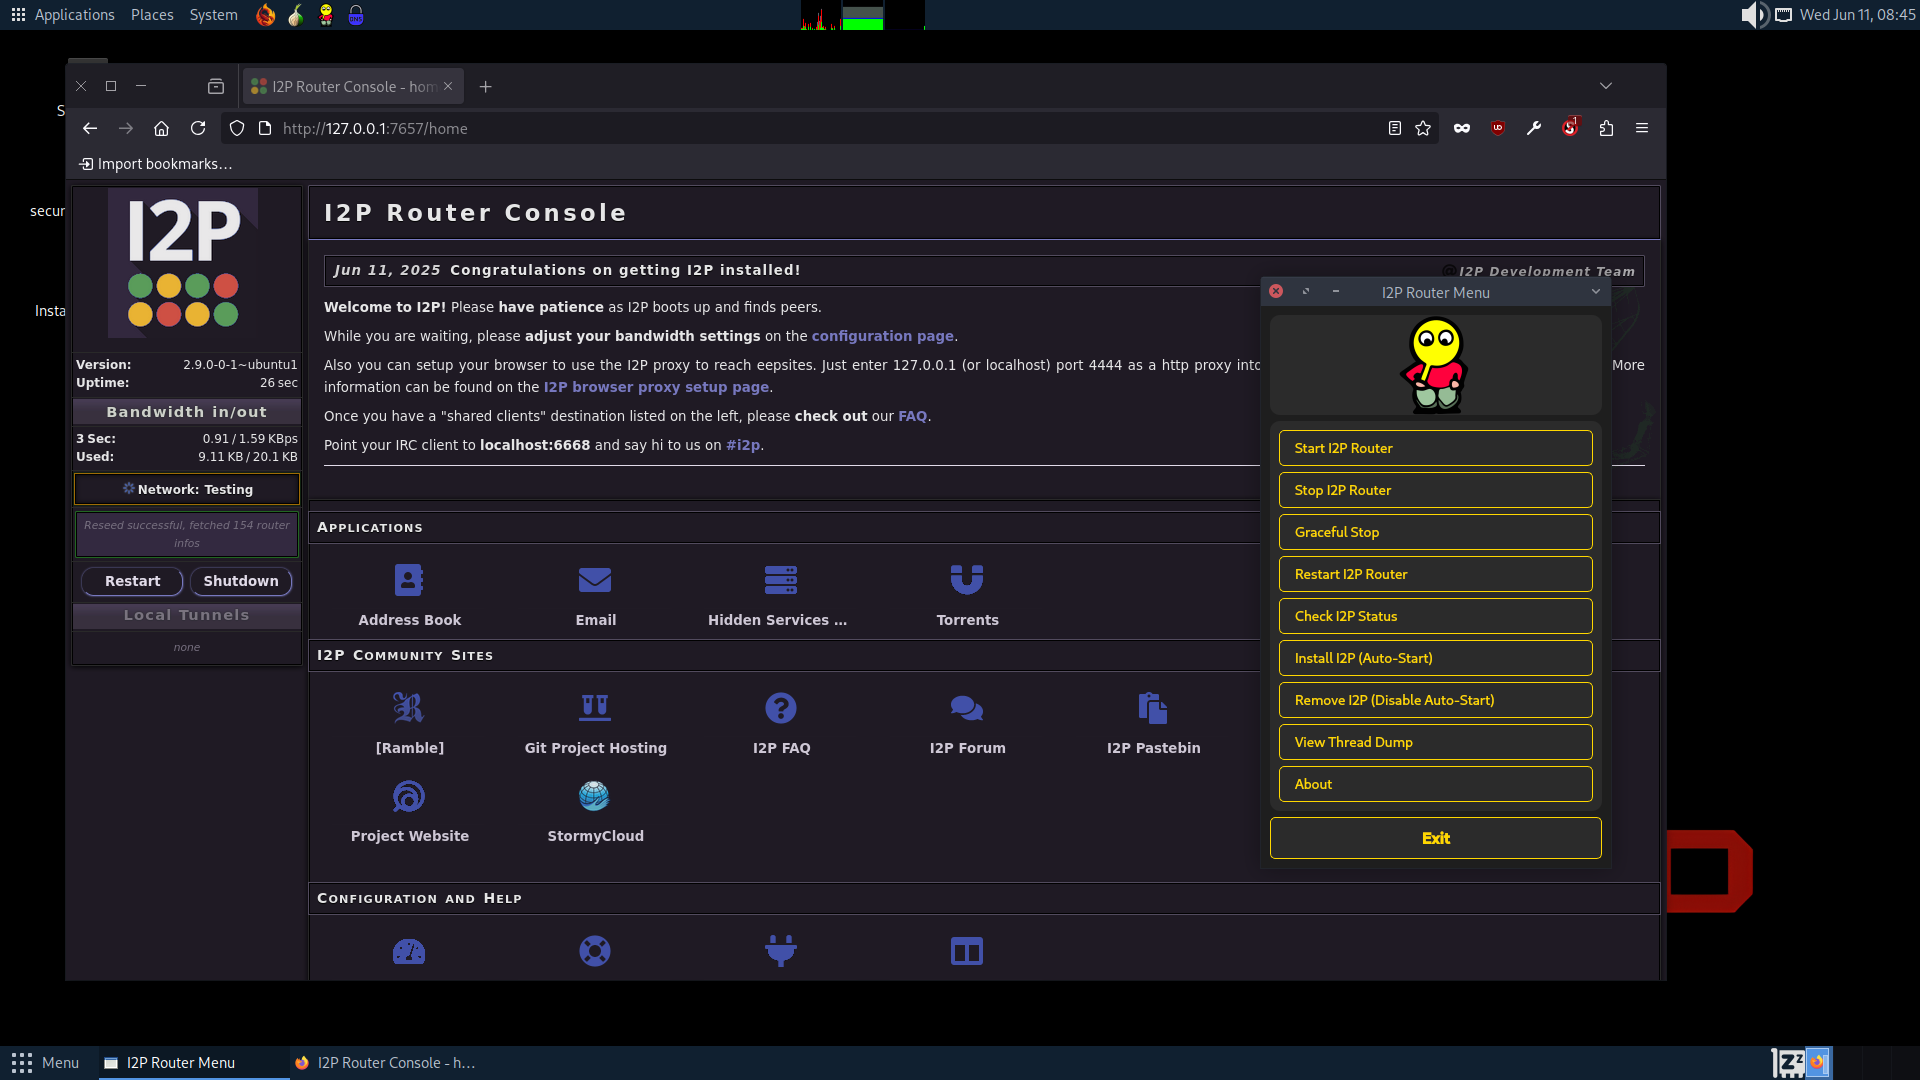 Applications Places System
Wed Jun 11, 08:45
I2P Router Console - hom
http://127.0.0.1:7657/home
Import bookmarks…
S
secur
Insta
I2P
Version: 2.9.0-0-1~ubuntu1
Uptime: 26 sec
Bandwidth in/out
3 Sec: 0.91 / 1.59 KBps
Used: 9.11 KB / 20.1 KB
Network: Testing
Reseed successful, fetched 154 router
infos
Restart Shutdown
Local Tunnels
none
I2P Router Console
Jun 11, 2025 Congratulations on getting I2P installed! @ I2P Development Team
Welcome to I2P! Please have patience as I2P boots up and finds peers.
While you are waiting, please adjust your bandwidth settings on the configuration page.
Also you can setup your browser to use the I2P proxy to reach eepsites. Just enter 127.0.0.1 (or localhost) port 4444 as a http proxy into More
information can be found on the I2P browser proxy setup page.
Once you have a "shared clients" destination listed on the left, please check out our FAQ.
Point your IRC client to localhost:6668 and say hi to us on #i2p.
Applications
Address Book Email Hidden Services ... Torrents
I2P Community Sites
[Ramble] Git Project Hosting I2P FAQ I2P Forum I2P Pastebin
Project Website StormyCloud
Configuration and Help
I2P Router Menu
Start I2P Router
Stop I2P Router
Graceful Stop
Restart I2P Router
Check I2P Status
Install I2P (Auto-Start)
Remove I2P (Disable Auto-Start)
View Thread Dump
About
Exit
Menu I2P Router Menu I2P Router Console - h…